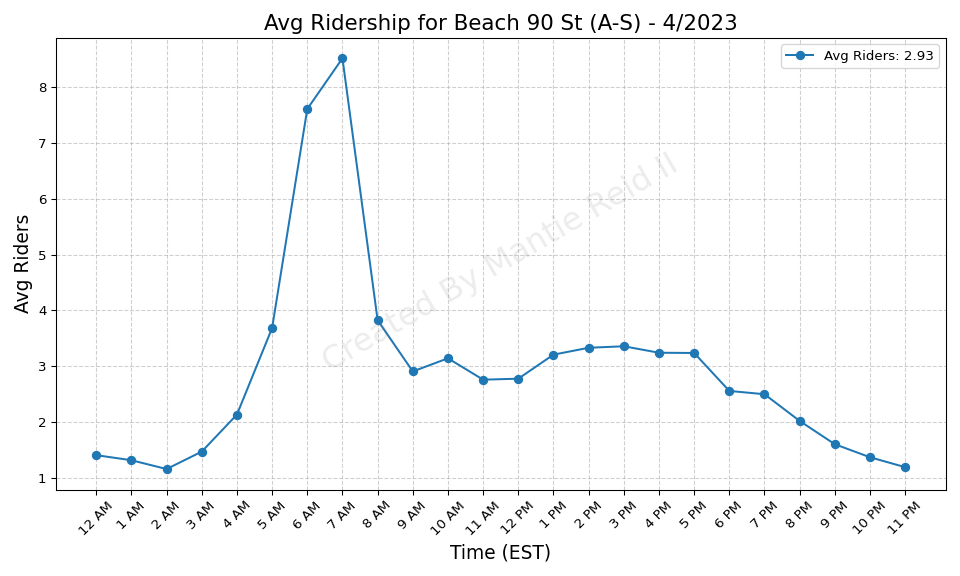 Avg Ridership for Beach 90 St (A-S) - 4/2023
Avg Riders: 2.93
Avg Riders
8
7
6
5
4
3
2
1
Created By Mantle Reid II
12 AM
1 AM
2 AM
3 AM
4 AM
5 AM
6 AM
7 AM
8 AM
9 AM
10 AM
11 AM
12 PM
1 PM
2 PM
3 PM
4 PM
5 PM
6 PM
7 PM
8 PM
9 PM
10 PM
11 PM
Time (EST)